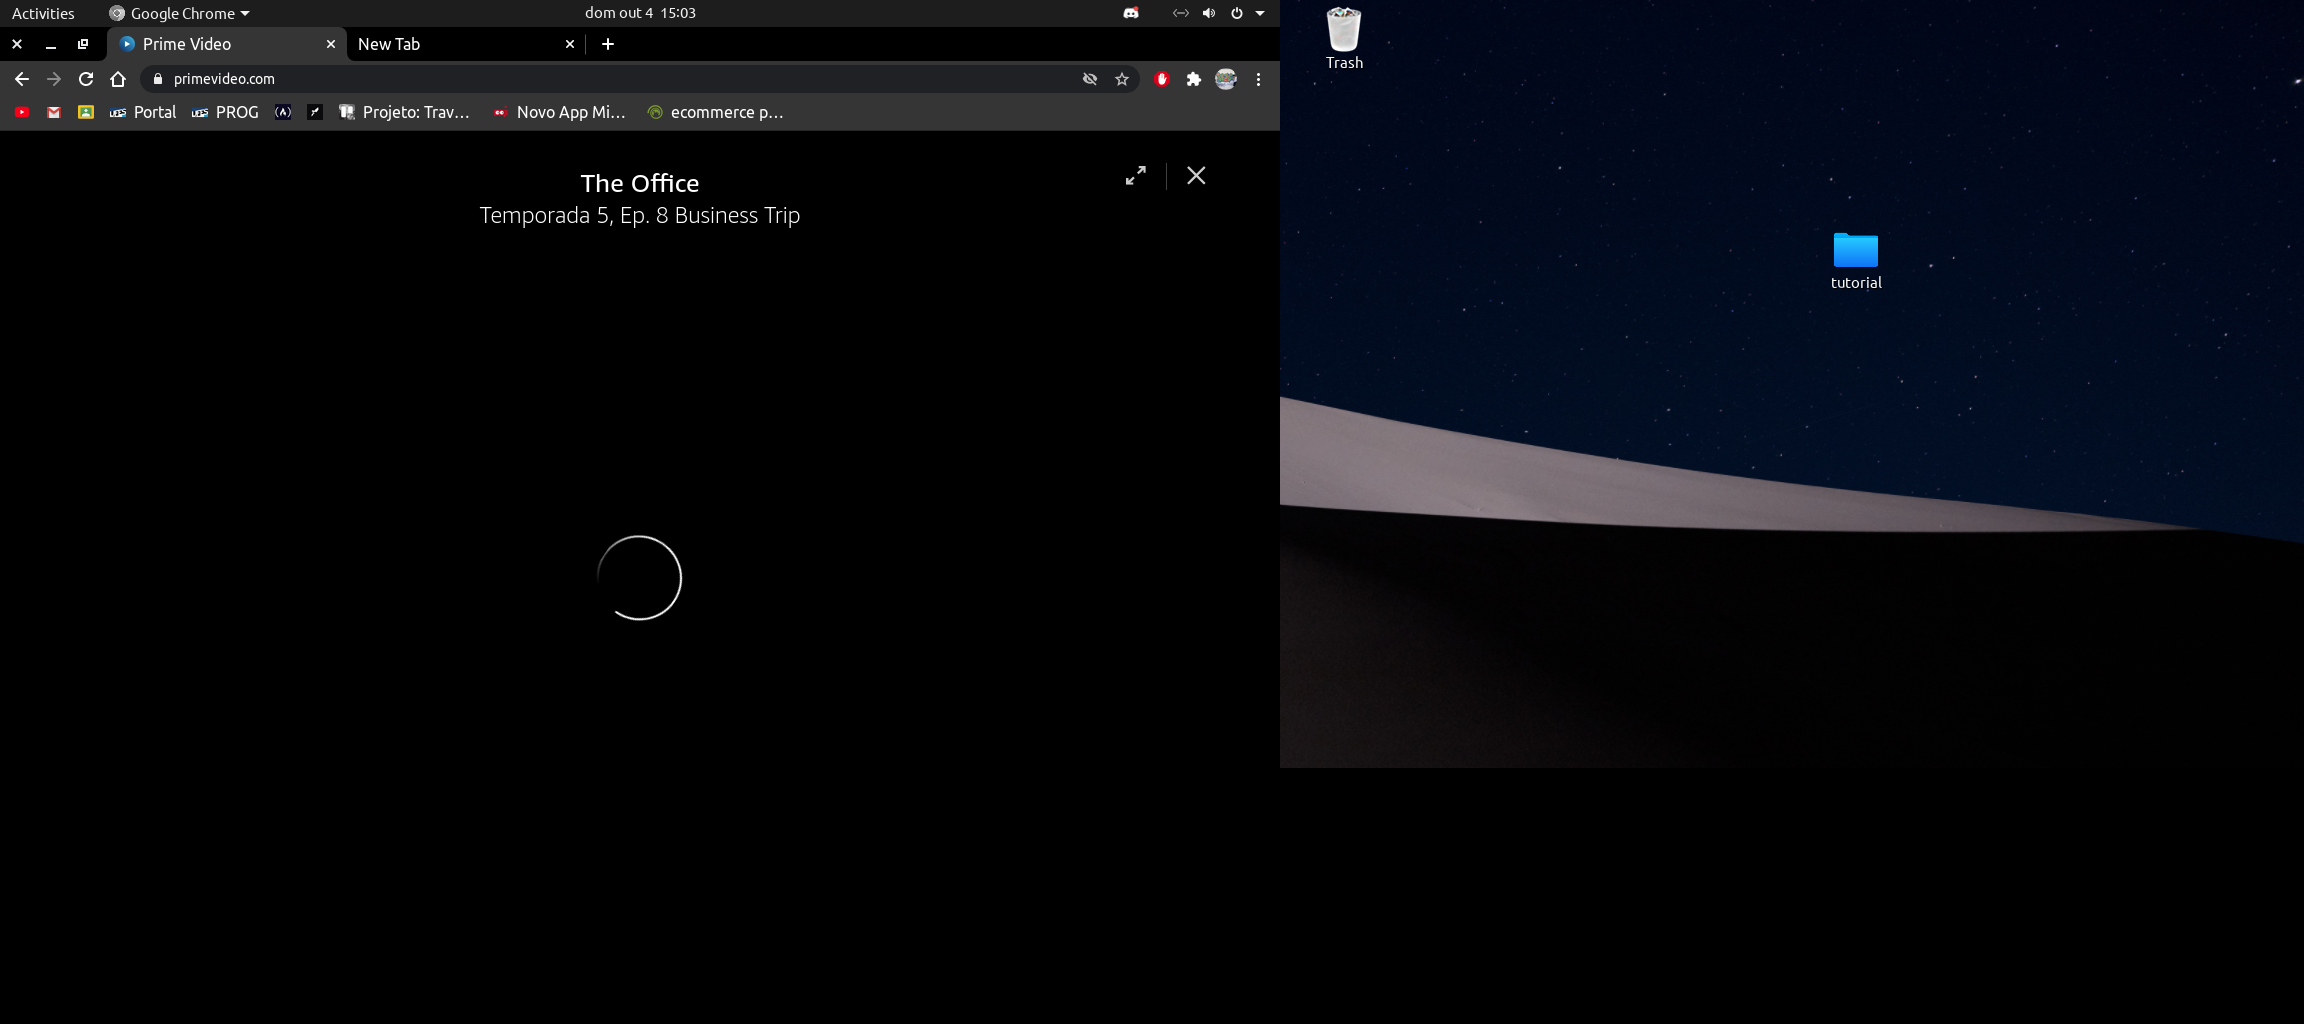 Activities
Google Chrome
dom out 4 15:03
Prime Video
New Tab
primevideo.com
Portal
PROG
Projeto: Trav...
Novo App Mi...
ecommerce p...
The Office
Temporada 5, Ep. 8 Business Trip
Trash
tutorial